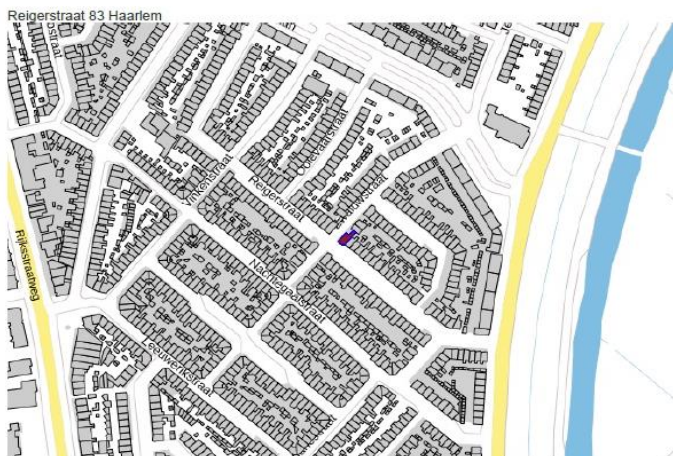 Reigerstraat 83 Haarlem
Vinkenstraat
Reigerstraat
Nachtegaalstraat
Rijksstraatweg
Leeuwerikstraat